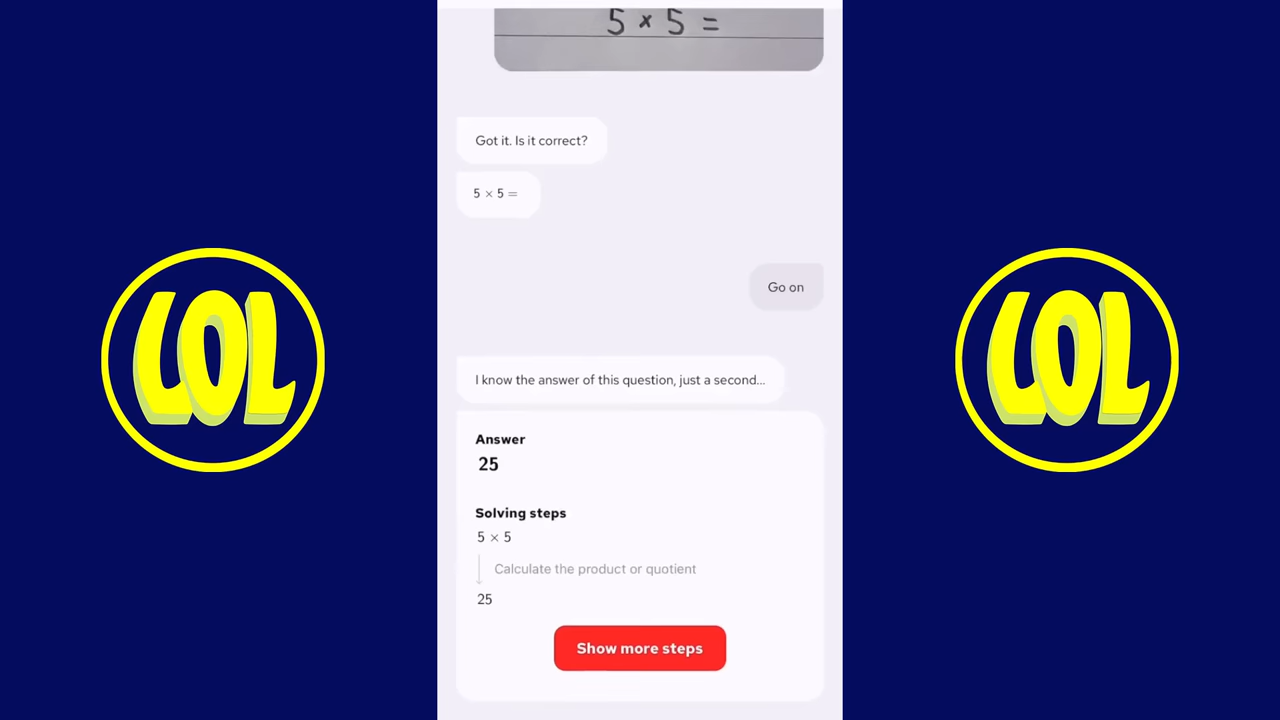 5 × 5 =
Got it. Is it correct?
5 × 5 =
Go on
I know the answer of this question, just a second...
Answer
25
Solving steps
5 × 5
Calculate the product or quotient
25
Show more steps
LOL
LOL